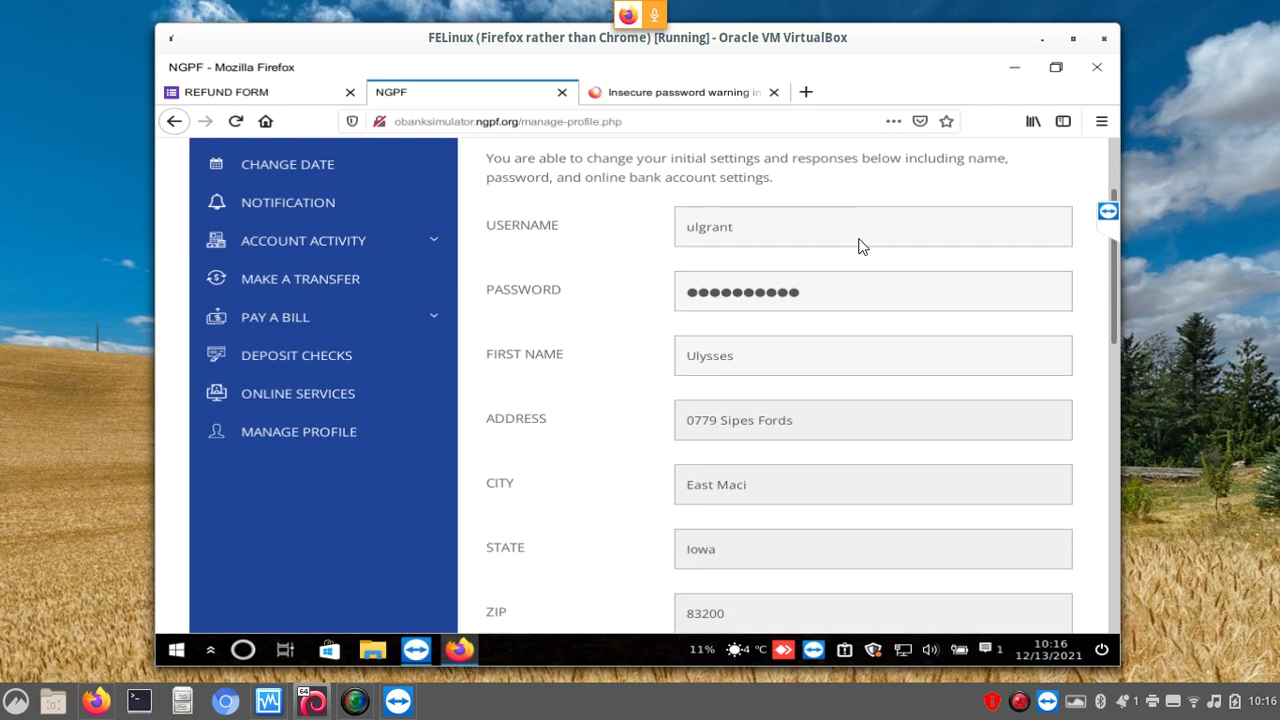 FELinux (Firefox rather than Chrome) [Running] - Oracle VM VirtualBox
NGPF - Mozilla Firefox
REFUND FORM
NGPF
Insecure password warning in
obanksimulator.ngpf.org/manage-profile.php
CHANGE DATE
NOTIFICATION
ACCOUNT ACTIVITY
MAKE A TRANSFER
PAY A BILL
DEPOSIT CHECKS
ONLINE SERVICES
MANAGE PROFILE
You are able to change your initial settings and responses below including name,
password, and online bank account settings.
USERNAME ulgrant
PASSWORD ●●●●●●●●●●
FIRST NAME Ulysses
ADDRESS 0779 Sipes Fords
CITY East Maci
STATE Iowa
ZIP 83200
11% 4 °C 1 10:16
12/13/2021
64 1 10:16